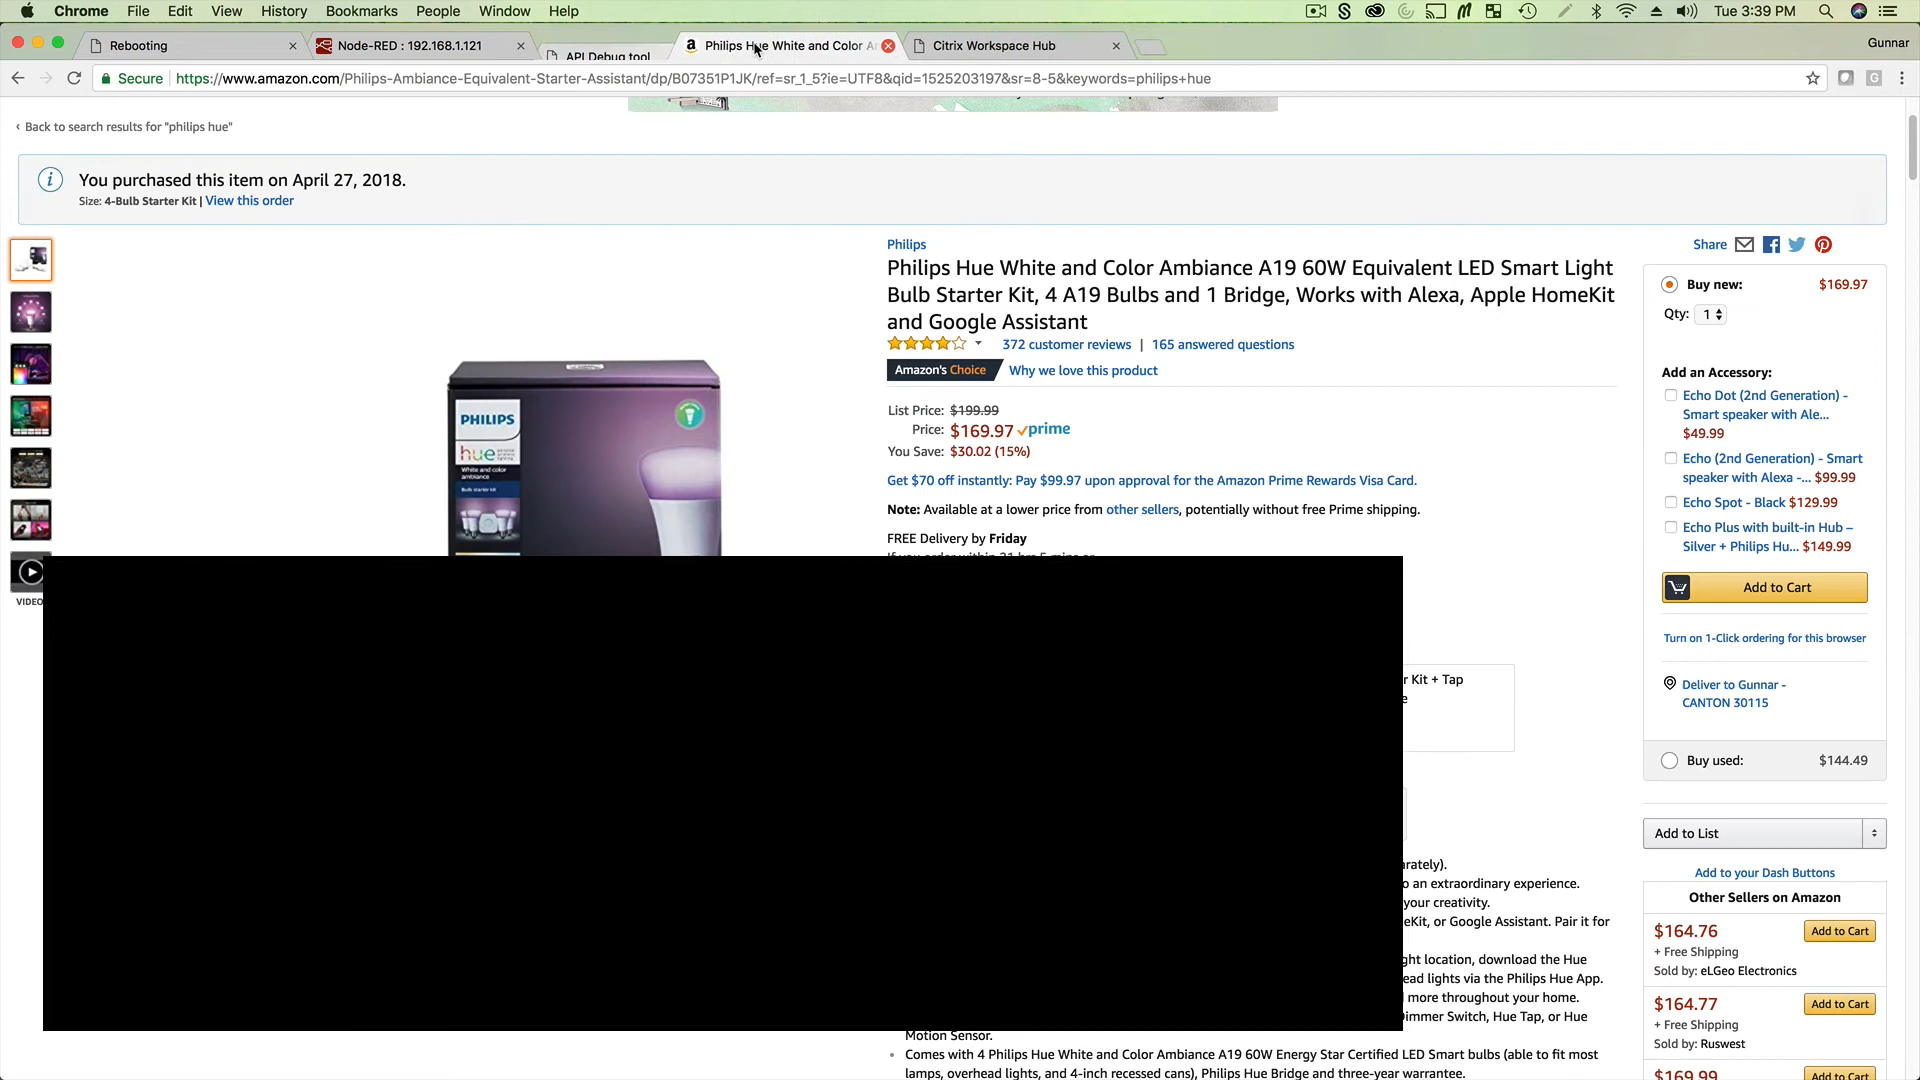 Chrome File Edit View History Bookmarks People Window Help Tue 3:39 PM
Rebooting
Node-RED : 192.168.1.121
API Debug tool
Philips Hue White and Color A
Citrix Workspace Hub
Gunnar
Secure https://www.amazon.com/Philips-Ambiance-Equivalent-Starter-Assistant/dp/B07351P1JK/ref=sr_1_5?ie=UTF8&qid=1525203197&sr=8-5&keywords=philips+hue
‹ Back to search results for "philips hue"
You purchased this item on April 27, 2018.
Size: 4-Bulb Starter Kit | View this order
VIDEO
PHILIPS
hue
White and color
ambiance
Bulb starter kit
Philips
Philips Hue White and Color Ambiance A19 60W Equivalent LED Smart Light
Bulb Starter Kit, 4 A19 Bulbs and 1 Bridge, Works with Alexa, Apple HomeKit
and Google Assistant
372 customer reviews | 165 answered questions
Amazon's Choice Why we love this product
List Price: $199.99
Price: $169.97 prime
You Save: $30.02 (15%)
Get $70 off instantly: Pay $99.97 upon approval for the Amazon Prime Rewards Visa Card.
Note: Available at a lower price from other sellers, potentially without free Prime shipping.
FREE Delivery by Friday
r Kit + Tap
e
rately).
o an extraordinary experience.
your creativity.
eKit, or Google Assistant. Pair it for
ght location, download the Hue
ead lights via the Philips Hue App.
more throughout your home.
Dimmer Switch, Hue Tap, or Hue
Motion Sensor.
• Comes with 4 Philips Hue White and Color Ambiance A19 60W Energy Star Certified LED Smart bulbs (able to fit most
lamps, overhead lights, and 4-inch recessed cans), Philips Hue Bridge and three-year warrantee.
Share
Buy new: $169.97
Qty: 1
Add an Accessory:
Echo Dot (2nd Generation) -
Smart speaker with Ale...
$49.99
Echo (2nd Generation) - Smart
speaker with Alexa -... $99.99
Echo Spot - Black $129.99
Echo Plus with built-in Hub –
Silver + Philips Hu... $149.99
Add to Cart
Turn on 1-Click ordering for this browser
Deliver to Gunnar -
CANTON 30115
Buy used: $144.49
Add to List
Add to your Dash Buttons
Other Sellers on Amazon
$164.76 Add to Cart
+ Free Shipping
Sold by: eLGeo Electronics
$164.77 Add to Cart
+ Free Shipping
Sold by: Ruswest
$169.99 Add to Cart